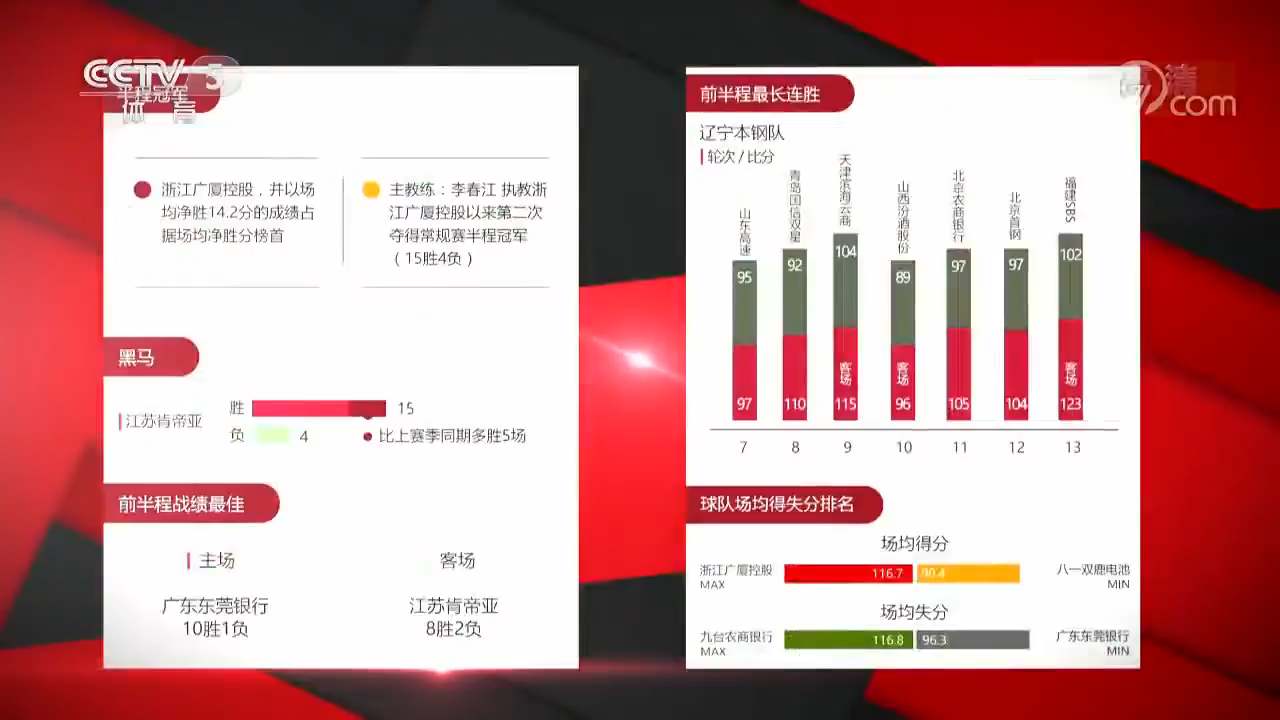 CCTV 5
体育
半程冠军
浙江广厦控股，并以场
均净胜14.2分的成绩占
据场均净胜分榜首
主教练：李春江 执教浙
江广厦控股以来第二次
夺得常规赛半程冠军
（15胜4负）
黑马
江苏肯帝亚
胜 15
负 4
比上赛季同期多胜5场
前半程战绩最佳
主场
客场
广东东莞银行
10胜1负
江苏肯帝亚
8胜2负
高清
com
前半程最长连胜
辽宁本钢队
轮次/比分
山东高速
95
97
7
青岛国信双星
92
110
8
天津滨海云商
104
客场
115
9
山西汾酒股份
89
客场
96
10
北京农商银行
97
105
11
北京首钢
97
104
12
福建SBS
102
客场
123
13
球队场均得失分排名
场均得分
浙江广厦控股
MAX
116.7
90.4
八一双鹿电池
MIN
场均失分
九台农商银行
MAX
116.8
96.3
广东东莞银行
MIN